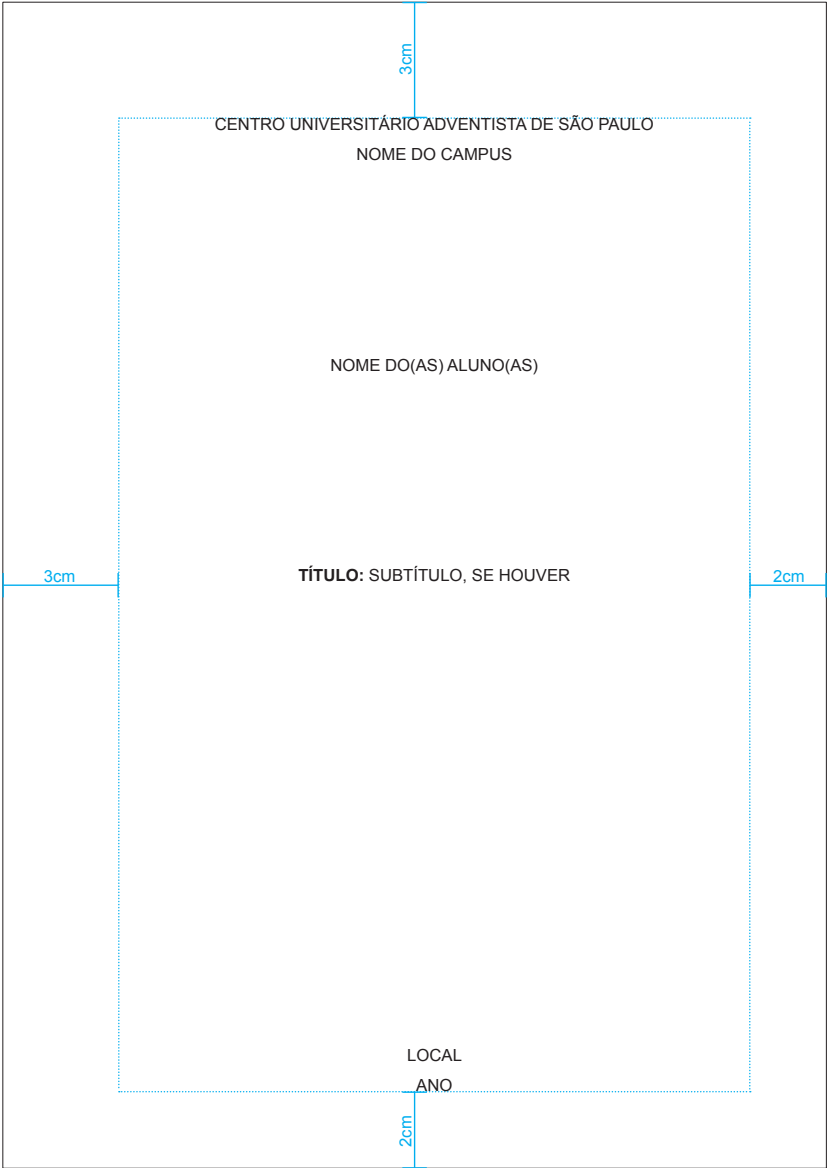 3cm
CENTRO UNIVERSITÁRIO ADVENTISTA DE SÃO PAULO
NOME DO CAMPUS
NOME DO(AS) ALUNO(AS)
3cm
TÍTULO: SUBTÍTULO, SE HOUVER
2cm
LOCAL
ANO
2cm